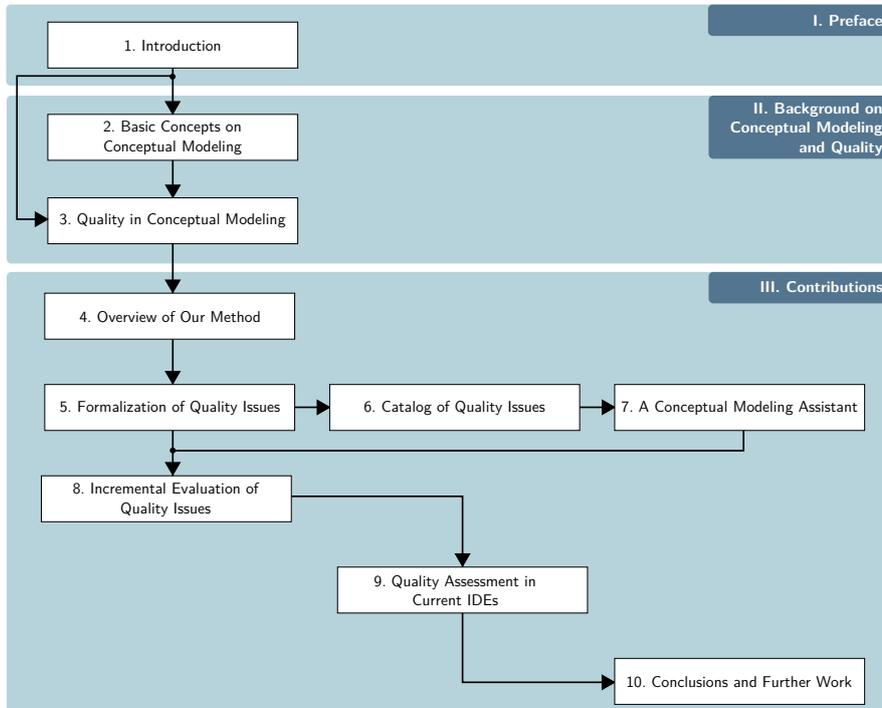 I. Preface
1. Introduction
II. Background on
Conceptual Modeling
and Quality
2. Basic Concepts on
Conceptual Modeling
3. Quality in Conceptual Modeling
III. Contributions
4. Overview of Our Method
5. Formalization of Quality Issues
6. Catalog of Quality Issues
7. A Conceptual Modeling Assistant
8. Incremental Evaluation of
Quality Issues
9. Quality Assessment in
Current IDEs
10. Conclusions and Further Work